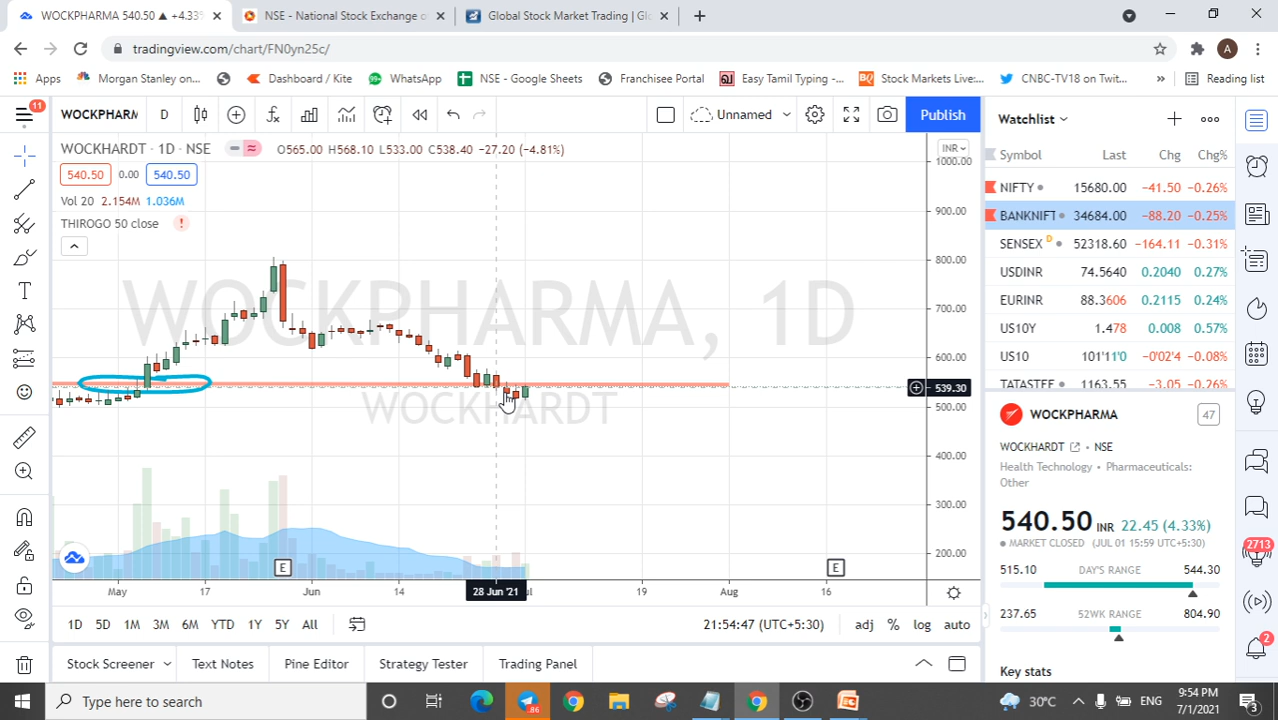 WOCKPHARMA 540.50 ▲ +4.33%
NSE - National Stock Exchange o
Global Stock Market Trading | Glo
tradingview.com/chart/FN0yn25c/
A
Apps
Morgan Stanley on...
Dashboard / Kite
WhatsApp
NSE - Google Sheets
Franchisee Portal
Easy Tamil Typing -...
Stock Markets Live:...
CNBC-TV18 on Twit...
»
Reading list
11
WOCKPHARM
D
Unnamed
Publish
Watchlist
WOCKHARDT · 1D · NSE
O565.00 H568.10 L533.00 C538.40 −27.20 (−4.81%)
INR
540.50 0.00 540.50
Vol 20 2.154M 1.036M
THIROGO 50 close
WOCKPHARMA, 1D
WOCKHARDT
1000.00
900.00
800.00
700.00
600.00
539.30
500.00
400.00
300.00
200.00
E
E
May
17
Jun
14
28 Jun '21
19
Aug
16
1D 5D 1M 3M 6M YTD 1Y 5Y All
21:54:47 (UTC+5:30)
adj % log auto
Stock Screener
Text Notes
Pine Editor
Strategy Tester
Trading Panel
Symbol Last Chg Chg%
NIFTY 15680.00 −41.50 −0.26%
BANKNIFT 34684.00 −88.20 −0.25%
SENSEX D 52318.60 −164.11 −0.31%
USDINR 74.5640 0.2040 0.27%
EURINR 88.3606 0.2115 0.24%
US10Y 1.478 0.008 0.57%
US10 101'11'0 −0'02'4 −0.08%
TATASTEE 1163.55 −3.05 −0.26%
WOCKPHARMA
47
WOCKHARDT • NSE
Health Technology • Pharmaceuticals:
Other
540.50 INR 22.45 (4.33%)
MARKET CLOSED (JUL 01 15:59 UTC+5:30)
515.10 DAY'S RANGE 544.30
237.65 52WK RANGE 804.90
Key stats
2713
2
Type here to search
86
30°C
ENG
9:54 PM
7/1/2021
3